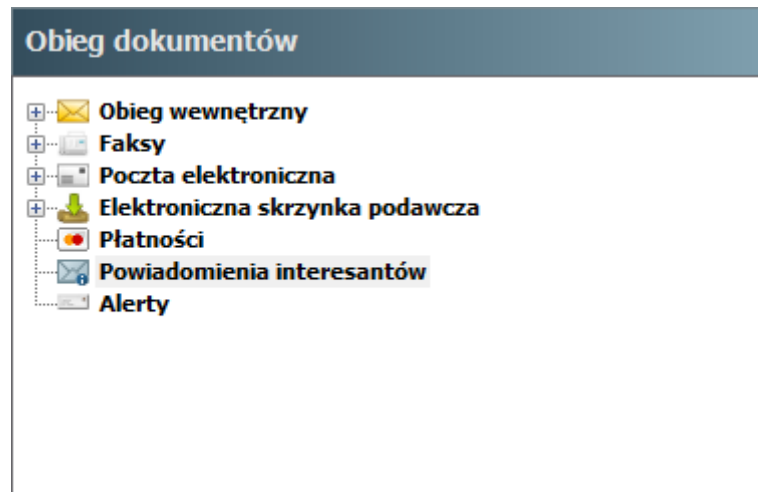 Obieg dokumentów
Obieg wewnętrzny
Faksy
Poczta elektroniczna
Elektroniczna skrzynka podawcza
Płatności
Powiadomienia interesantów
Alerty